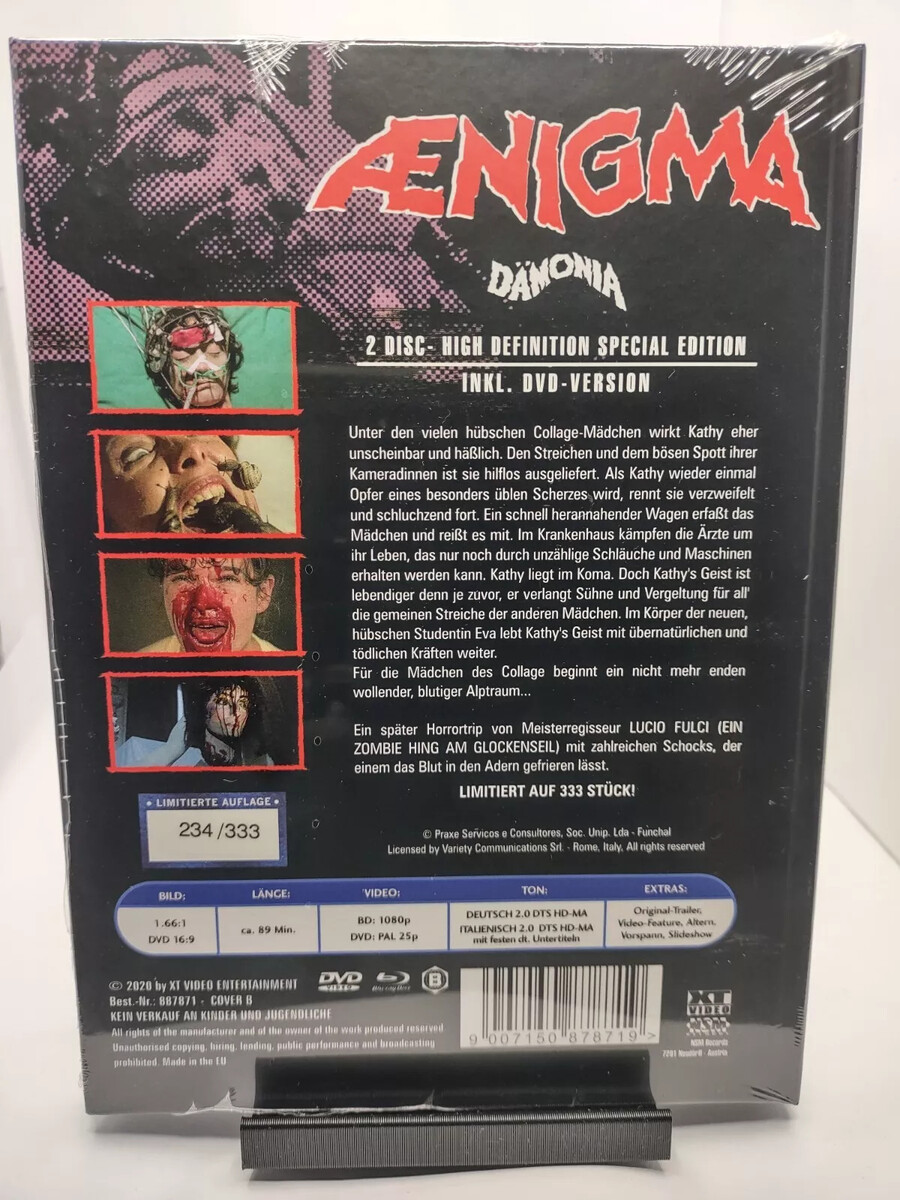 ÆNIGMA
DÄMONIA
2 DISC- HIGH DEFINITION SPECIAL EDITION
INKL. DVD-VERSION
Unter den vielen hübschen Collage-Mädchen wirkt Kathy eher
unscheinbar und häßlich. Den Streichen und dem bösen Spott ihrer
Kameradinnen ist sie hilflos ausgeliefert. Als Kathy wieder einmal
Opfer eines besonders üblen Scherzes wird, rennt sie verzweifelt
und schluchzend fort. Ein schnell herannahender Wagen erfaßt das
Mädchen und reißt es mit. Im Krankenhaus kämpfen die Ärzte um
ihr Leben, das nur noch durch unzählige Schläuche und Maschinen
erhalten werden kann. Kathy liegt im Koma. Doch Kathy's Geist ist
lebendiger denn je zuvor, er verlangt Sühne und Vergeltung für all'
die gemeinen Streiche der anderen Mädchen. Im Körper der neuen,
hübschen Studentin Eva lebt Kathy's Geist mit übernatürlichen und
tödlichen Kräften weiter.
Für die Mädchen des Collage beginnt ein nicht mehr enden
wollender, blutiger Alptraum...
Ein später Horrortrip von Meisterregisseur LUCIO FULCI (EIN
ZOMBIE HING AM GLOCKENSEIL) mit zahlreichen Schocks, der
einem das Blut in den Adern gefrieren lässt.
LIMITIERT AUF 333 STÜCK!
• LIMITIERTE AUFLAGE •
234/333
© Praxe Servicos e Consultores, Soc. Unip. Lda - Funchal
Licensed by Variety Communications Srl. - Rome, Italy, All rights reserved
BILD:
1.66:1
DVD 16:9
LÄNGE:
ca. 89 Min.
VIDEO:
BD: 1080p
DVD: PAL 25p
TON:
DEUTSCH 2.0 DTS HD-MA
ITALIENISCH 2.0 DTS HD-MA
mit festen dt. Untertiteln
EXTRAS:
Original-Trailer,
Video-Feature, Altern.
Vorspann, Slideshow
© 2020 by XT VIDEO ENTERTAINMENT
Best.-Nr.: 887871 - COVER B
KEIN VERKAUF AN KINDER UND JUGENDLICHE
All rights of the manufacturer and of the owner of the work produced reserved
Unauthorised copying, hiring, lending, public performance and broadcasting
prohibited. Made in the EU
DVD VIDEO
Blu-ray Disc
B
9 007150 878719 >
XT
VIDEO
NSM
NSM Records